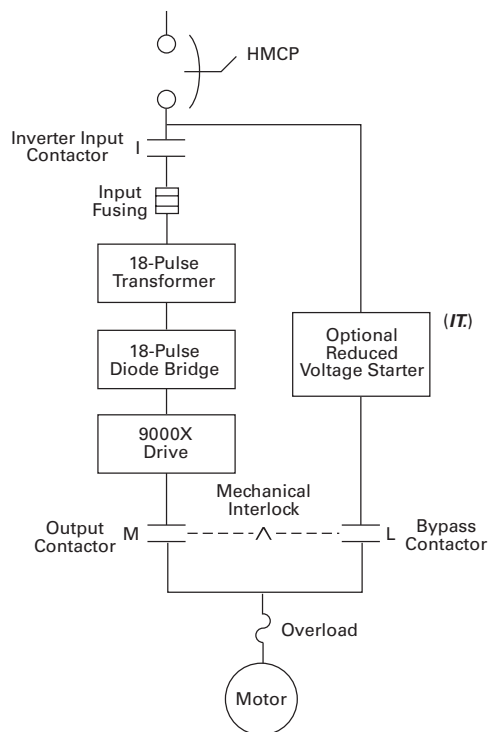 HMCP
Inverter Input
Contactor
I
Input
Fusing
18-Pulse
Transformer
18-Pulse
Diode Bridge
9000X
Drive
Optional
Reduced
Voltage Starter
(IT.)
Mechanical
Interlock
Output
Contactor
M
L
Bypass
Contactor
Overload
Motor